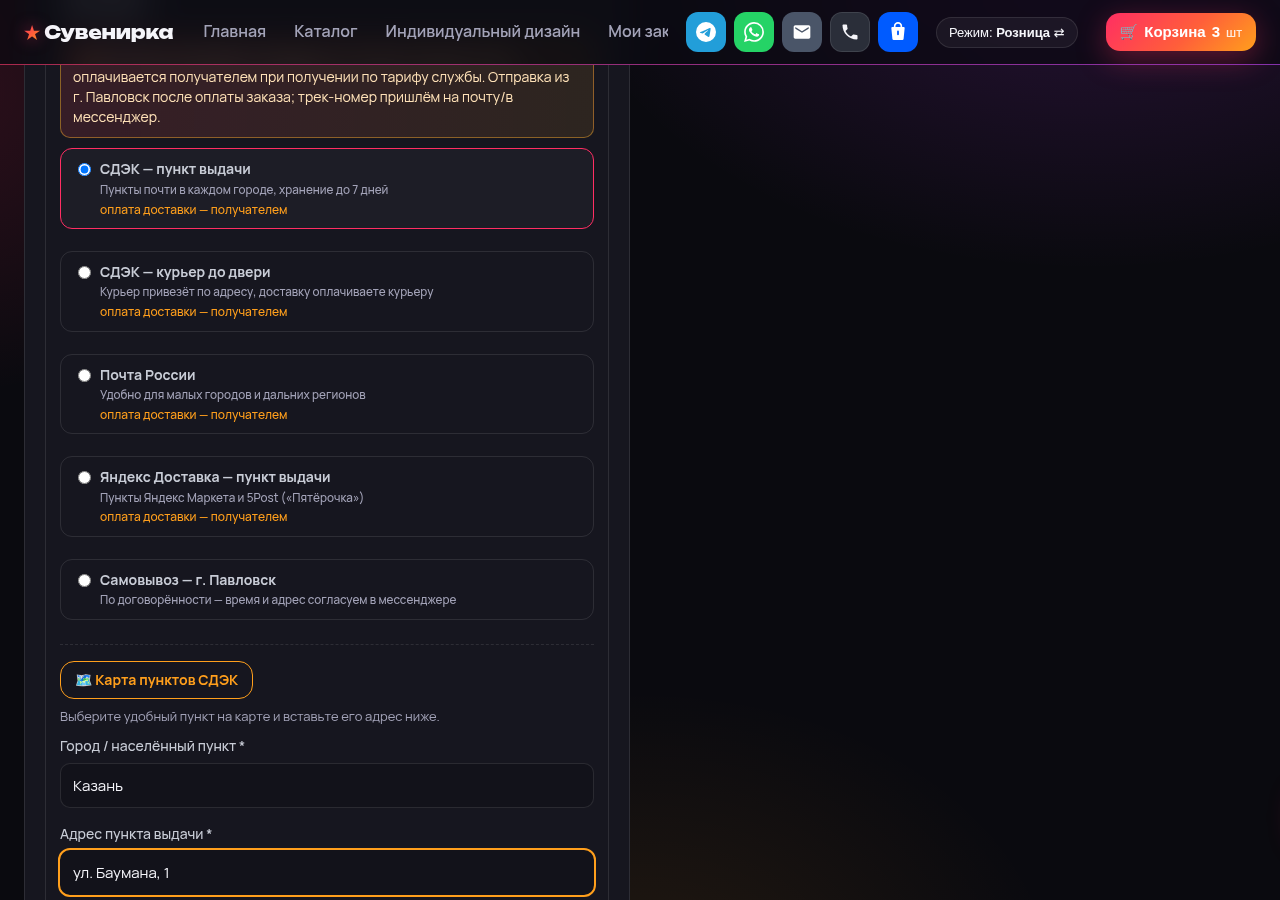 Сувенирка
Главная
Каталог
Индивидуальный дизайн
Мои зак
Режим: Розница ⇄
🛒 Корзина 3 шт
оплачивается получателем при получении по тарифу службы. Отправка из
г. Павловск после оплаты заказа; трек-номер пришлём на почту/в
мессенджер.
СДЭК — пункт выдачи
Пункты почти в каждом городе, хранение до 7 дней
оплата доставки — получателем
СДЭК — курьер до двери
Курьер привезёт по адресу, доставку оплачиваете курьеру
оплата доставки — получателем
Почта России
Удобно для малых городов и дальних регионов
оплата доставки — получателем
Яндекс Доставка — пункт выдачи
Пункты Яндекс Маркета и 5Post («Пятёрочка»)
оплата доставки — получателем
Самовывоз — г. Павловск
По договорённости — время и адрес согласуем в мессенджере
🗺️ Карта пунктов СДЭК
Выберите удобный пункт на карте и вставьте его адрес ниже.
Город / населённый пункт *
Казань
Адрес пункта выдачи *
ул. Баумана, 1